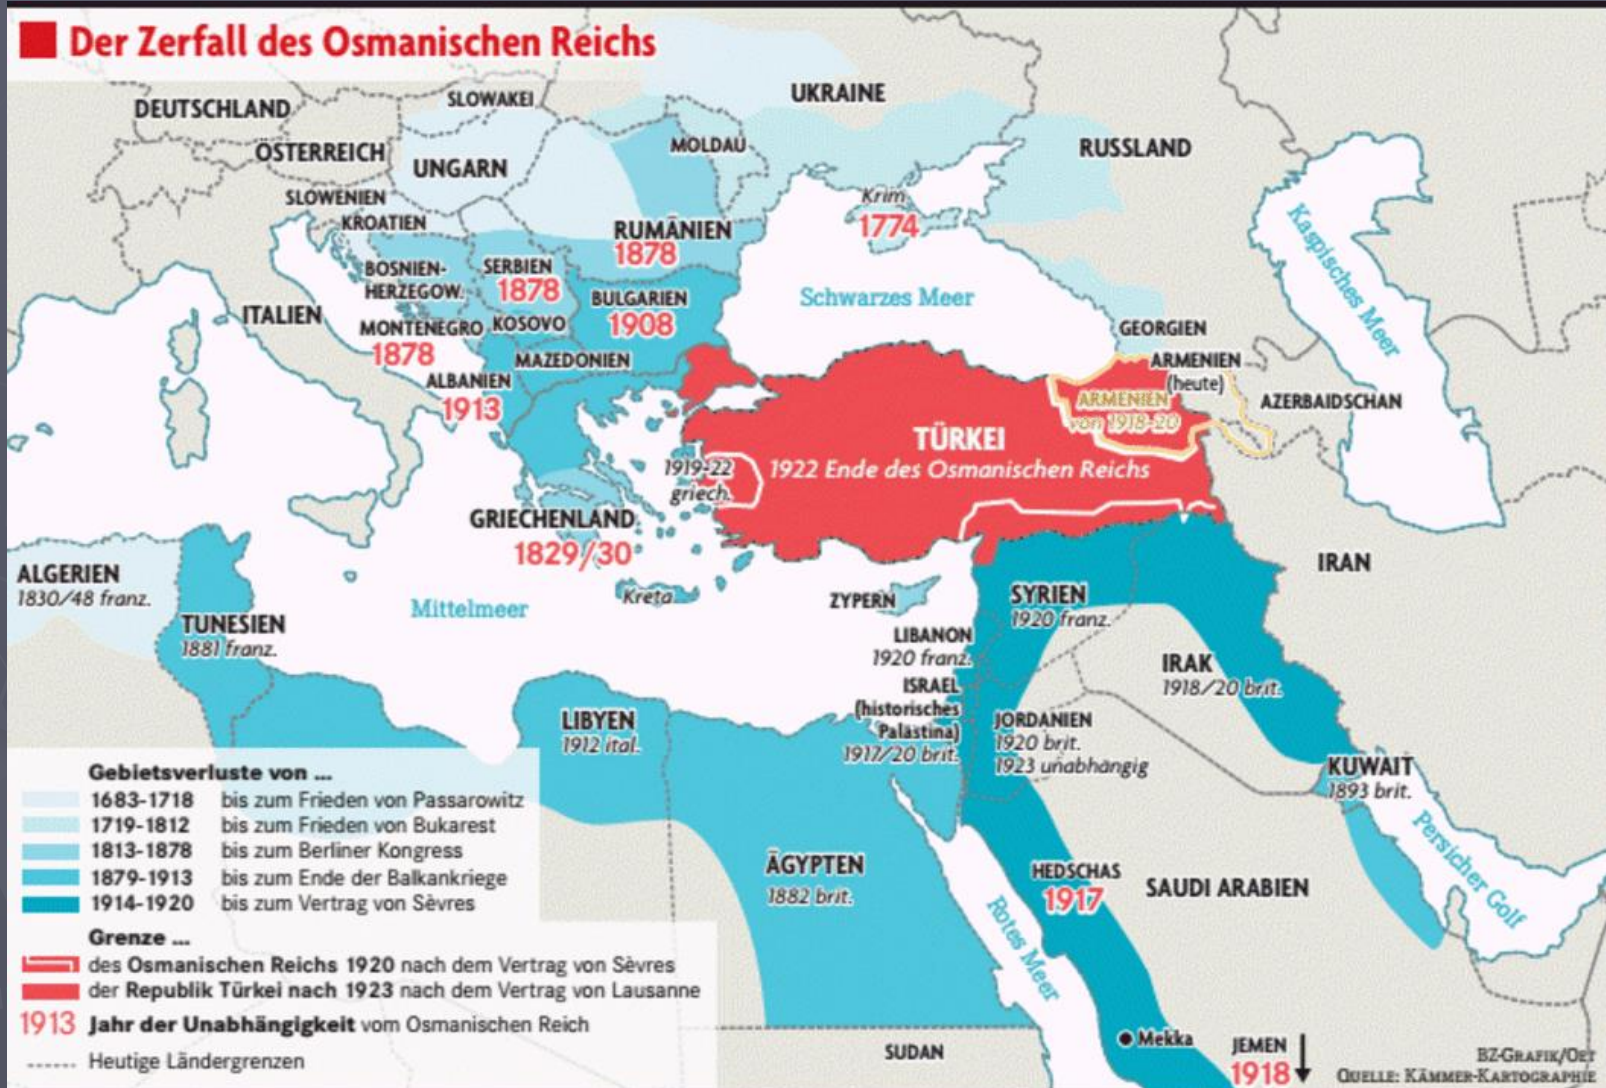 Der Zerfall des Osmanischen Reichs
DEUTSCHLAND
SLOWAKEI
UKRAINE
ÖSTERREICH
UNGARN
MOLDAU
RUSSLAND
SLOWENIEN
KROATIEN
RUMÄNIEN
1878
Krim
1774
Kaspisches Meer
BOSNIEN-
HERZEGOW.
SERBIEN
1878
BULGARIEN
1908
Schwarzes Meer
ITALIEN
MONTENEGRO
1878
KOSOVO
MAZEDONIEN
GEORGIEN
ARMENIEN
(heute)
ALBANIEN
1913
ARMENIEN
von 1918-20
AZERBAIDSCHAN
TÜRKEI
1922 Ende des Osmanischen Reichs
1919-22
griech.
GRIECHENLAND
1829/30
IRAN
ALGERIEN
1830/48 franz.
Kreta
ZYPERN
SYRIEN
1920 franz.
Mittelmeer
TUNESIEN
1881 franz.
LIBANON
1920 franz.
IRAK
1918/20 brit.
ISRAEL
(historisches
Palästina)
1917/20 brit.
LIBYEN
1912 ital.
JORDANIEN
1920 brit.
1923 unabhängig
KUWAIT
1893 brit.
Persicher Golf
ÄGYPTEN
1882 brit.
HEDSCHAS
1917
SAUDI ARABIEN
Rotes Meer
Mekka
SUDAN
JEMEN
1918
Gebietsverluste von ...
1683-1718 bis zum Frieden von Passarowitz
1719-1812 bis zum Frieden von Bukarest
1813-1878 bis zum Berliner Kongress
1879-1913 bis zum Ende der Balkankriege
1914-1920 bis zum Vertrag von Sèvres
Grenze ...
des Osmanischen Reichs 1920 nach dem Vertrag von Sèvres
der Republik Türkei nach 1923 nach dem Vertrag von Lausanne
1913 Jahr der Unabhängigkeit vom Osmanischen Reich
Heutige Ländergrenzen
BZ-GRAFIK/OET
QUELLE: KÄMMER-KARTOGRAPHIE